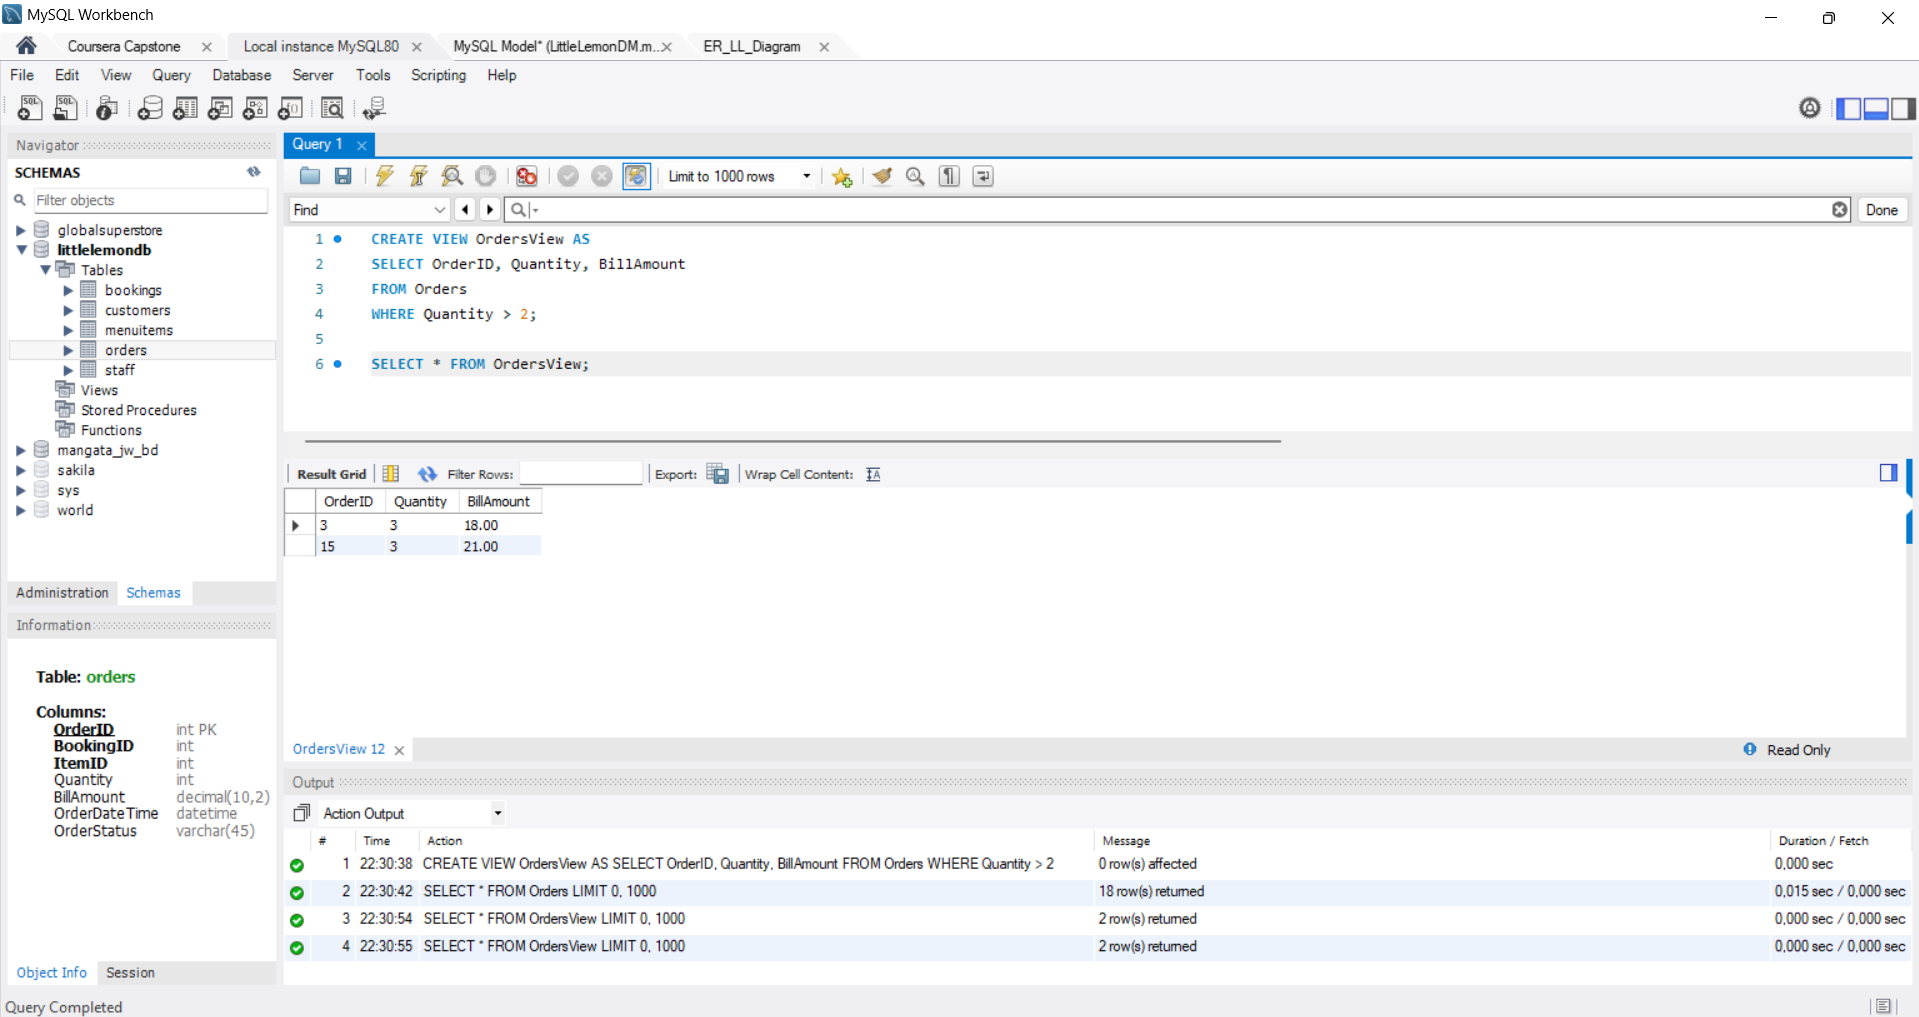 MySQL Workbench
Coursera Capstone
Local instance MySQL80
MySQL Model* (LittleLemonDM.m...
ER_LL_Diagram
File Edit View Query Database Server Tools Scripting Help
Navigator
SCHEMAS
Filter objects
globalsuperstore
littlelemondb
Tables
bookings
customers
menuitems
orders
staff
Views
Stored Procedures
Functions
mangata_jw_bd
sakila
sys
world
Administration Schemas
Information
Table: orders
Columns:
OrderID int PK
BookingID int
ItemID int
Quantity int
BillAmount decimal(10,2)
OrderDateTime datetime
OrderStatus varchar(45)
Object Info Session
Query 1
Limit to 1000 rows
Find
Done
1 CREATE VIEW OrdersView AS
2 SELECT OrderID, Quantity, BillAmount
3 FROM Orders
4 WHERE Quantity > 2;
5
6 SELECT * FROM OrdersView;
Result Grid Filter Rows: Export: Wrap Cell Content:
OrderID Quantity BillAmount
3 3 18.00
15 3 21.00
OrdersView 12
Read Only
Output
Action Output
# Time Action Message Duration / Fetch
1 22:30:38 CREATE VIEW OrdersView AS SELECT OrderID, Quantity, BillAmount FROM Orders WHERE Quantity > 2 0 row(s) affected 0,000 sec
2 22:30:42 SELECT * FROM Orders LIMIT 0, 1000 18 row(s) returned 0,015 sec / 0,000 sec
3 22:30:54 SELECT * FROM OrdersView LIMIT 0, 1000 2 row(s) returned 0,000 sec / 0,000 sec
4 22:30:55 SELECT * FROM OrdersView LIMIT 0, 1000 2 row(s) returned 0,000 sec / 0,000 sec
Query Completed